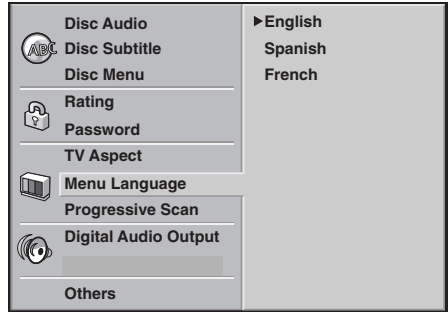 Disc Audio
ABC Disc Subtitle
Disc Menu
Rating
Password
TV Aspect
Menu Language
Progressive Scan
Digital Audio Output
Others
▶English
Spanish
French